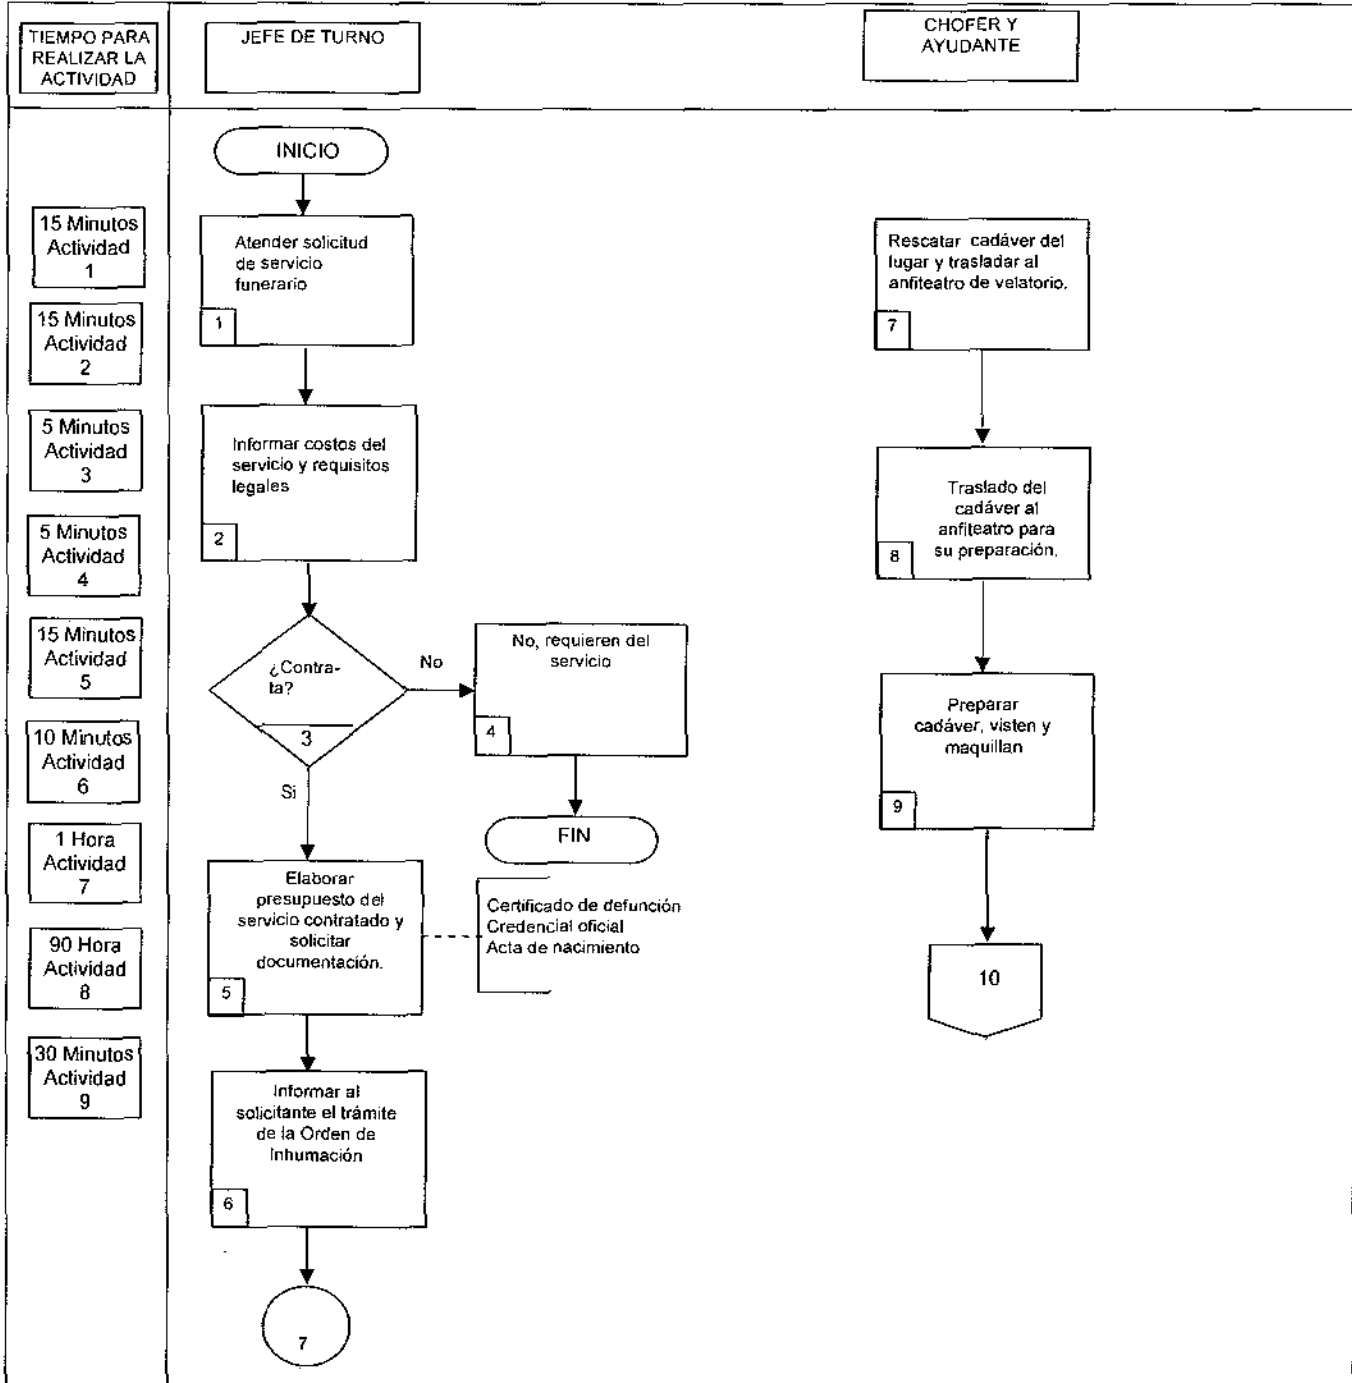 TIEMPO PARA
REALIZAR LA
ACTIVIDAD
JEFE DE TURNO
CHOFER Y
AYUDANTE
15 Minutos
Actividad
1
15 Minutos
Actividad
2
5 Minutos
Actividad
3
5 Minutos
Actividad
4
15 Minutos
Actividad
5
10 Minutos
Actividad
6
1 Hora
Actividad
7
90 Hora
Actividad
8
30 Minutos
Actividad
9
INICIO
Atender solicitud
de servicio
funerario
1
Informar costos del
servicio y requisitos
legales
2
¿Contra-
ta?
3
No
No, requieren del
servicio
4
FIN
Si
Elaborar
presupuesto del
servicio contratado y
solicitar
documentación.
5
Certificado de defunción
Credencial oficial
Acta de nacimiento
Informar al
solicitante el trámite
de la Orden de
Inhumación
6
7
Rescatar cadáver del
lugar y trasladar al
anfiteatro de velatorio.
7
Traslado del
cadáver al
anfiteatro para
su preparación.
8
Preparar
cadáver, visten y
maquillan
9
10